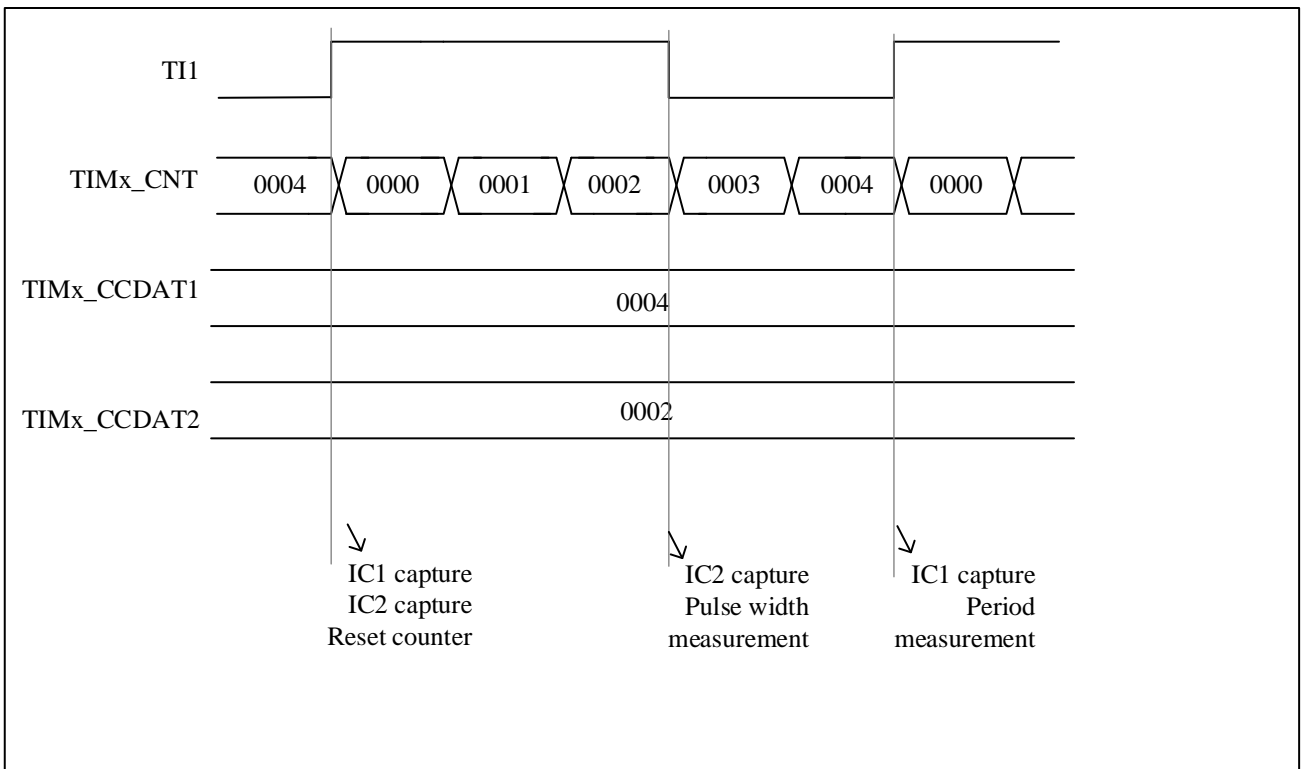 TI1
TIMx_CNT 0004 0000 0001 0002 0003 0004 0000
TIMx_CCDAT1
0004
TIMx_CCDAT2
0002
IC1 capture
IC2 capture
Reset counter
IC2 capture
Pulse width
measurement
IC1 capture
Period
measurement